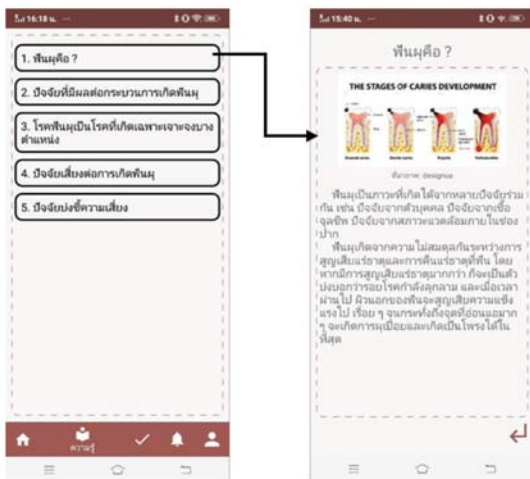 5.ıl 16:18 น. ...
1. ฟันผุคือ ?
2. ปัจจัยที่มีผลต่อกระบวนการเกิดฟันผุ
3. โรคฟันผุเป็นโรคที่เกิดเฉพาะเจาะจงบาง
ตำแหน่ง
4. ปัจจัยเสี่ยงต่อการเกิดฟันผุ
5. ปัจจัยบ่งชี้ความเสี่ยง
ความรู้
15:40 น. ...
ฟันผุคือ ?
THE STAGES OF CARIES DEVELOPMENT
ที่มาภาพ: designua
ฟันผุเป็นภาวะที่เกิดได้จากหลายปัจจัยร่วม
กัน เช่น ปัจจัยจากตัวบุคคล ปัจจัยจากเชื้อ
จุลชีพ ปัจจัยจากสภาวะแวดล้อมภายในช่อง
ปาก
ฟันผุเกิดจากความไม่สมดุลกันระหว่างการ
สูญเสียแร่ธาตุและการคืนแร่ธาตุที่ฟัน โดย
หากมีการสูญเสียแร่ธาตุมากกว่า ก็จะเป็นตัว
บ่งบอกว่ารอยโรคกำลังลุกลาม และเมื่อเวลา
ผ่านไป ผิวนอกของฟันจะสูญเสียความแข็ง
แรงไป เรื่อย ๆ จนกระทั่งถึงจุดที่อ่อนแอมาก
ๆ จะเกิดการผุเปื่อยและเกิดเป็นโพรงได้ใน
ที่สุด